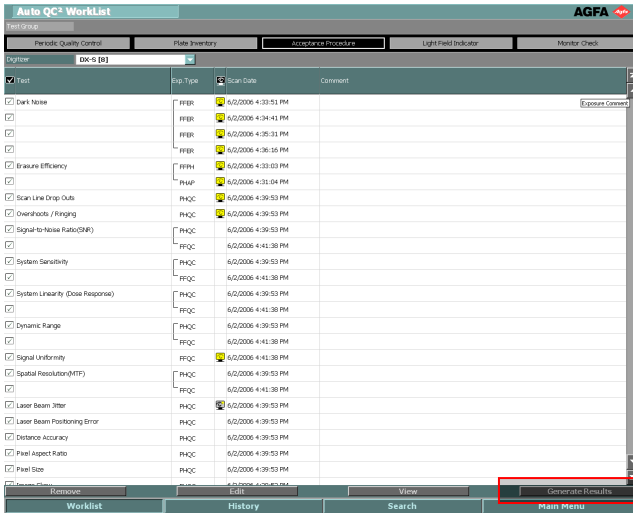 Auto QC² WorkList
AGFA Agfa
Test Group
Periodic Quality Control Plate Inventory Acceptance Procedure Light Field Indicator Monitor Check
Digitizer DX-S [8]
Test Exp.Type Scan Date Comment
Dark Noise FFER 6/2/2006 4:33:51 PM Exposure Comment
FFER 6/2/2006 4:34:41 PM
FFER 6/2/2006 4:35:31 PM
FFER 6/2/2006 4:36:16 PM
Erasure Efficiency FFPH 6/2/2006 4:33:03 PM
PHAP 6/2/2006 4:31:04 PM
Scan Line Drop Outs PHQC 6/2/2006 4:39:53 PM
Overshoots / Ringing PHQC 6/2/2006 4:39:53 PM
Signal-to-Noise Ratio(SNR) PHQC 6/2/2006 4:39:53 PM
FFQC 6/2/2006 4:41:38 PM
System Sensitivity PHQC 6/2/2006 4:39:53 PM
FFQC 6/2/2006 4:41:38 PM
System Linearity (Dose Response) PHQC 6/2/2006 4:39:53 PM
FFQC 6/2/2006 4:41:38 PM
Dynamic Range PHQC 6/2/2006 4:39:53 PM
FFQC 6/2/2006 4:41:38 PM
Signal Uniformity FFQC 6/2/2006 4:41:38 PM
Spatial Resolution(MTF) PHQC 6/2/2006 4:39:53 PM
FFQC 6/2/2006 4:41:38 PM
Laser Beam Jitter PHQC 6/2/2006 4:39:53 PM
Laser Beam Positioning Error PHQC 6/2/2006 4:39:53 PM
Distance Accuracy PHQC 6/2/2006 4:39:53 PM
Pixel Aspect Ratio PHQC 6/2/2006 4:39:53 PM
Pixel Size PHQC 6/2/2006 4:39:53 PM
Remove Edit View Generate Results
Worklist History Search Main Menu